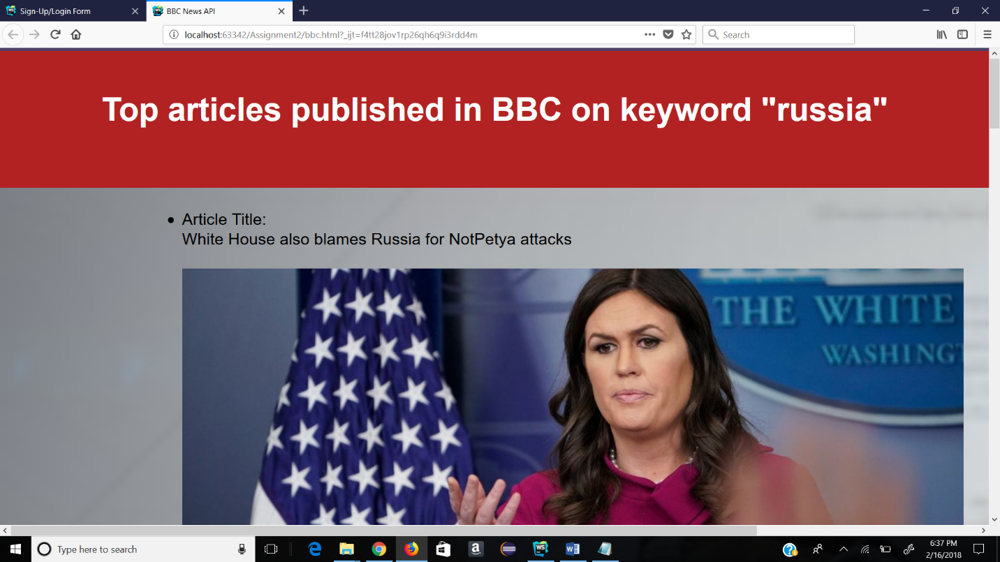 Sign-Up/Login Form
BBC News API
localhost:63342/Assignment2/bbc.html?_ijt=f4tt28jov1rp26qh6q9i3rdd4m
Search
Top articles published in BBC on keyword "russia"
Article Title:
White House also blames Russia for NotPetya attacks
THE WHITE
WASHINGT
Type here to search
6:37 PM
2/16/2018